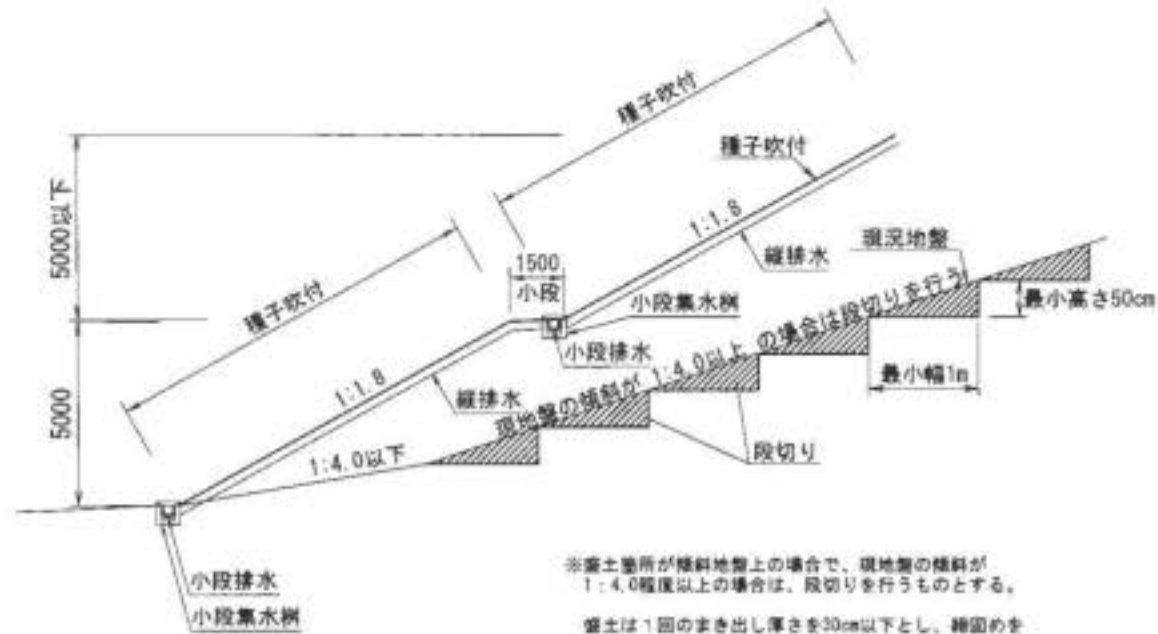 種子吹付
種子吹付
5000以下
1:1.8
縦排水
現況地盤
1500
小段
種子吹付
小段集水桝
最小高さ50cm
小段排水
現地盤の傾斜が 1:4.0以上 の場合は段切りを行う
1:1.8
縦排水
最小幅1m
5000
1:4.0以下
段切り
小段排水
小段集水桝
※盛土箇所が傾斜地盤上の場合で、現地盤の傾斜が
1:4.0程度以上の場合は、段切りを行うものとする。
盛土は1回のまき出し厚さを30cm以下とし、締固めを